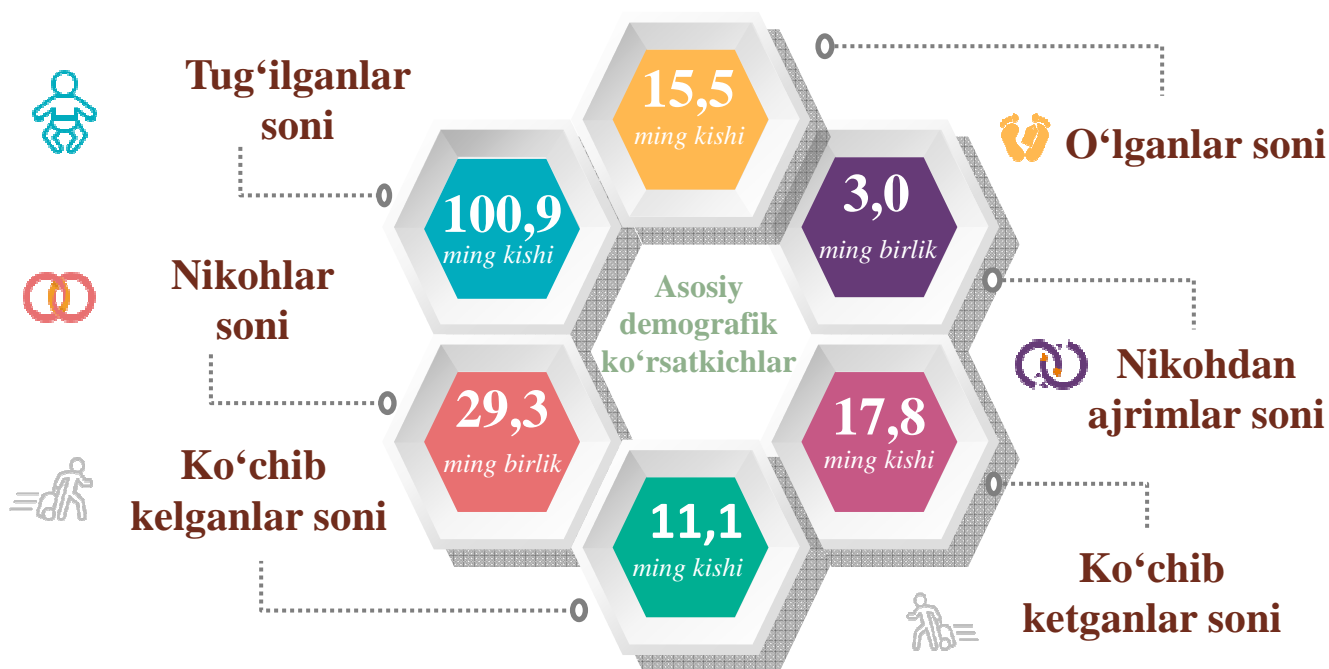 Tug‘ilganlar
soni
100,9
ming kishi
15,5
ming kishi
O‘lganlar soni
3,0
ming birlik
Nikohlar
soni
29,3
ming birlik
Asosiy
demografik
ko‘rsatkichlar
Nikohdan
ajrimlar soni
17,8
ming kishi
Ko‘chib
kelganlar soni
11,1
ming kishi
Ko‘chib
ketganlar soni